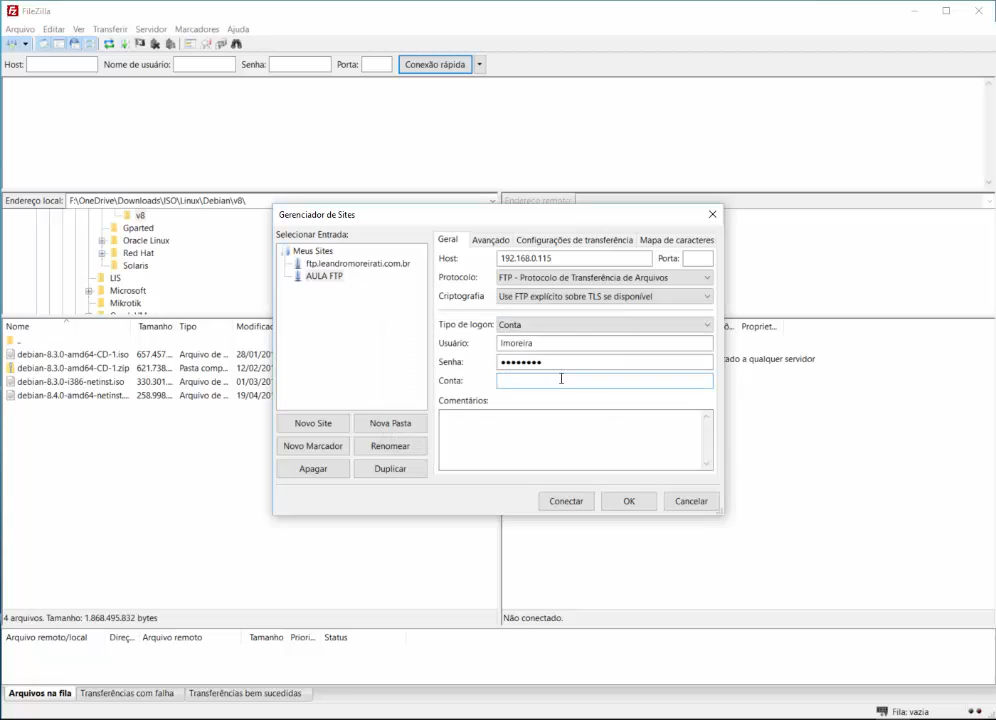 FileZilla
Arquivo Editar Ver Transferir Servidor Marcadores Ajuda
Host: Nome de usuário: Senha: Porta: Conexão rápida
Endereço local: F:\OneDrive\Downloads\ISO\Linux\Debian\v8\
Endereço remoto:
v8
Gparted
Oracle Linux
Red Hat
Solaris
LIS
Microsoft
Mikrotik
Nome Tamanho Tipo Modificad
..
debian-8.3.0-amd64-CD-1.iso 657.457... Arquivo de ... 28/01/20
debian-8.3.0-amd64-CD-1.zip 621.738... Pasta comp... 12/02/20
debian-8.3.0-i386-netinst.iso 330.301... Arquivo de ... 01/03/20
debian-8.4.0-amd64-netinst.... 258.998... Arquivo de ... 19/04/20
4 arquivos. Tamanho: 1.868.495.832 bytes
Gerenciador de Sites
Selecionar Entrada:
Meus Sites
ftp.leandromoreirati.com.br
AULA FTP
Novo Site Nova Pasta
Novo Marcador Renomear
Apagar Duplicar
Geral Avançado Configurações de transferência Mapa de caracteres
Host: 192.168.0.115 Porta:
Protocolo: FTP - Protocolo de Transferência de Arquivos
Criptografia Use FTP explícito sobre TLS se disponível
Tipo de logon: Conta
Usuário: lmoreira
Senha: ●●●●●●●●
Conta:
Comentários:
Conectar OK Cancelar
Propriet...
ado a qualquer servidor
Não conectado.
Arquivo remoto/local Direç... Arquivo remoto Tamanho Priori... Status
Arquivos na fila Transferências com falha Transferências bem sucedidas
Fila: vazia